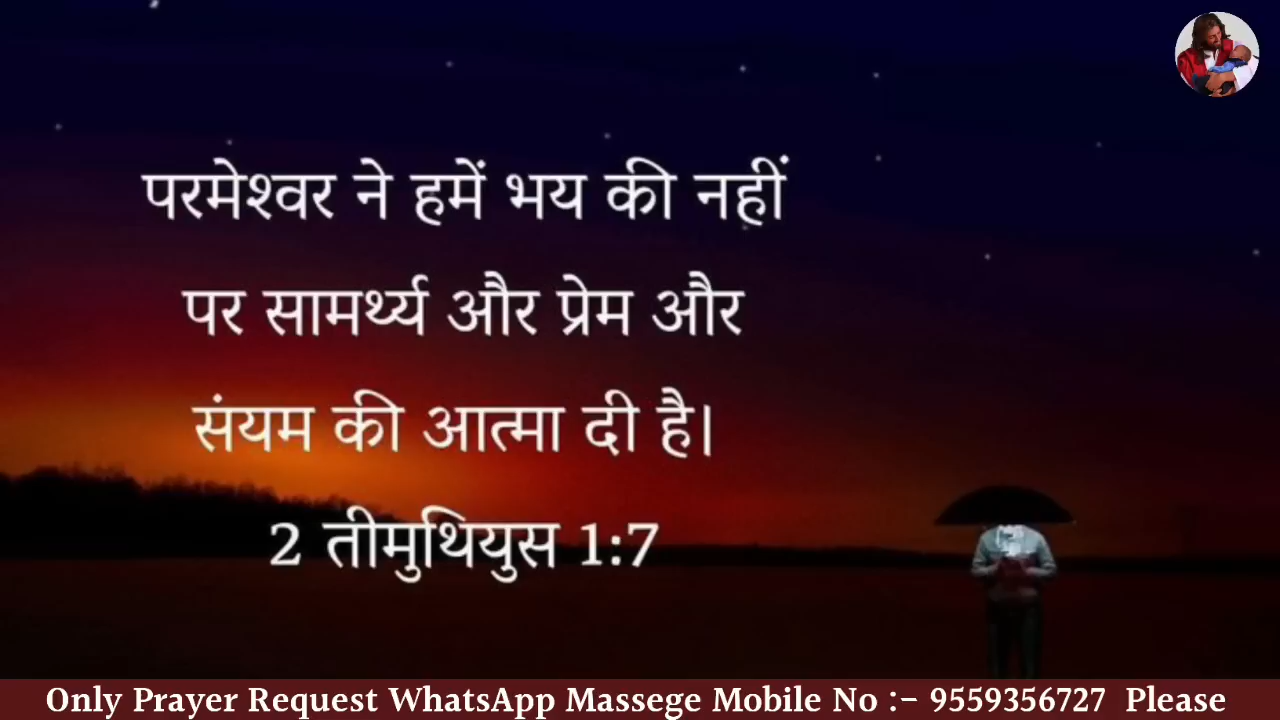 परमेश्वर ने हमें भय की नहीं
पर सामर्थ्य और प्रेम और
संयम की आत्मा दी है।
2 तीमुथियुस 1:7
Only Prayer Request WhatsApp Massege Mobile No :- 9559356727 Please